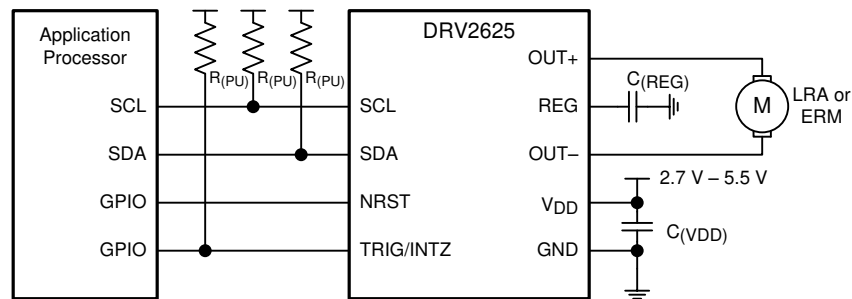 Application
Processor
SCL
SDA
GPIO
GPIO
R(PU) R(PU) R(PU)
DRV2625
SCL
SDA
NRST
TRIG/INTZ
OUT+
REG
OUT–
VDD
GND
C(REG)
M
LRA or
ERM
2.7 V – 5.5 V
C(VDD)